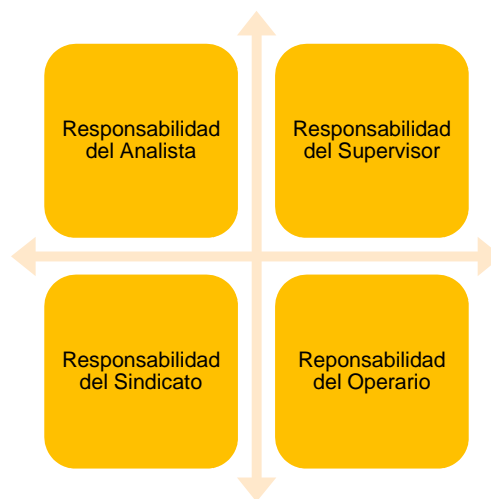 Responsabilidad
del Analista
Responsabilidad
del Supervisor
Responsabilidad
del Sindicato
Reponsabilidad
del Operario